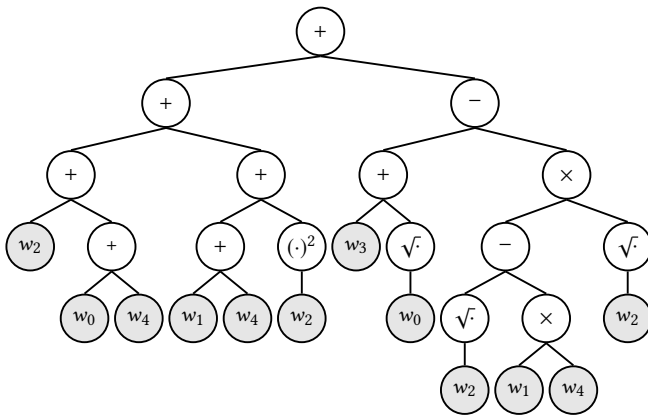 +
+ −
+ + + ×
w₂ + + (·)² w₃ √· − √·
w₀ w₄ w₁ w₄ w₂ w₀ √· × w₂
w₂ w₁ w₄